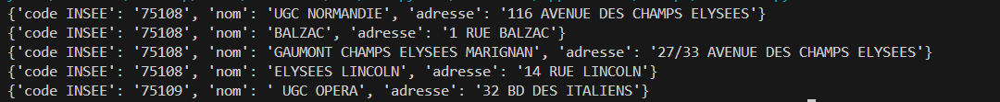 {'code INSEE': '75108', 'nom': 'UGC NORMANDIE', 'adresse': '116 AVENUE DES CHAMPS ELYSEES'}
{'code INSEE': '75108', 'nom': 'BALZAC', 'adresse': '1 RUE BALZAC'}
{'code INSEE': '75108', 'nom': 'GAUMONT CHAMPS ELYSEES MARIGNAN', 'adresse': '27/33 AVENUE DES CHAMPS ELYSEES'}
{'code INSEE': '75108', 'nom': 'ELYSEES LINCOLN', 'adresse': '14 RUE LINCOLN'}
{'code INSEE': '75109', 'nom': ' UGC OPERA', 'adresse': '32 BD DES ITALIENS'}